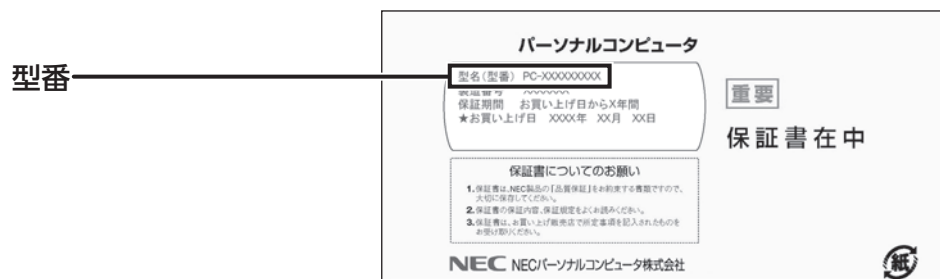 パーソナルコンピュータ
型番
型名(型番) PC-XXXXXXXXX
製造番号 XXXXXXX
保証期間 お買い上げ日からX年間
★お買い上げ日 XXXX年 XX月 XX日
重要
保証書在中
保証書についてのお願い
1.保証書は、NEC製品の「品質保証」をお約束する書類ですので、
大切に保存してください。
2.保証書の保証内容、保証規定をよくお読みください。
3.保証書は、お買い上げ販売店で所定事項を記入されたものを
お受け取りください。
NEC NECパーソナルコンピュータ株式会社
紙